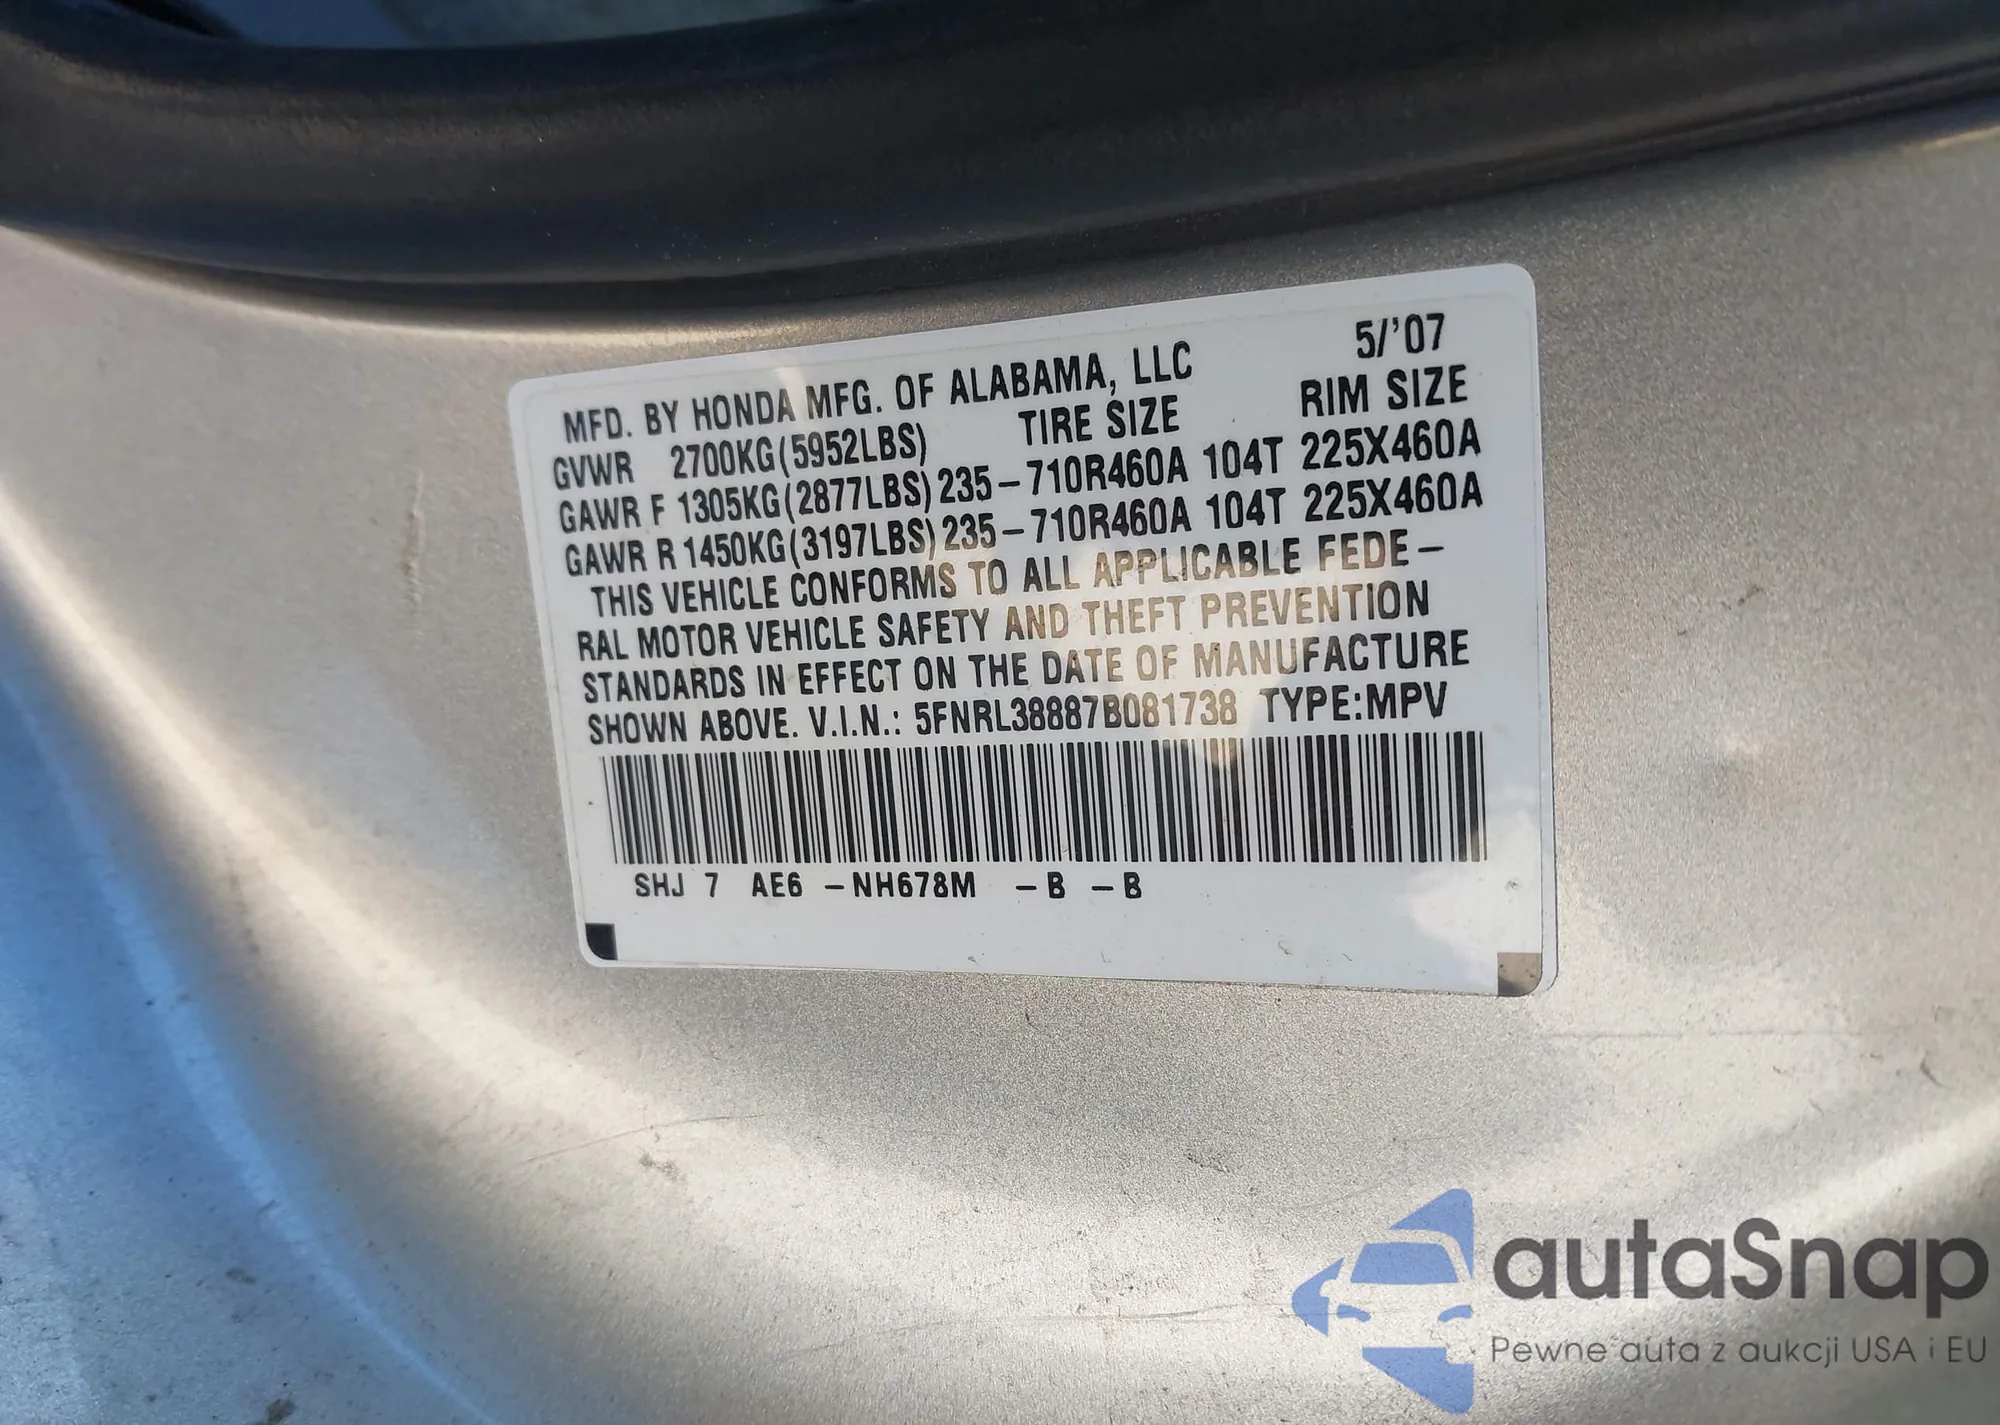 5/'07
MFD. BY HONDA MFG. OF ALABAMA, LLC
GVWR 2700KG(5952LBS) TIRE SIZE RIM SIZE
GAWR F 1305KG(2877LBS) 235-710R460A 104T 225X460A
GAWR R 1450KG(3197LBS) 235-710R460A 104T 225X460A
THIS VEHICLE CONFORMS TO ALL APPLICABLE FEDE-
RAL MOTOR VEHICLE SAFETY AND THEFT PREVENTION
STANDARDS IN EFFECT ON THE DATE OF MANUFACTURE
SHOWN ABOVE. V.I.N.: 5FNRL38887B081738 TYPE:MPV
SHJ 7 AE6 -NH678M -B -B
autaSnap
Pewne auta z aukcji USA i EU